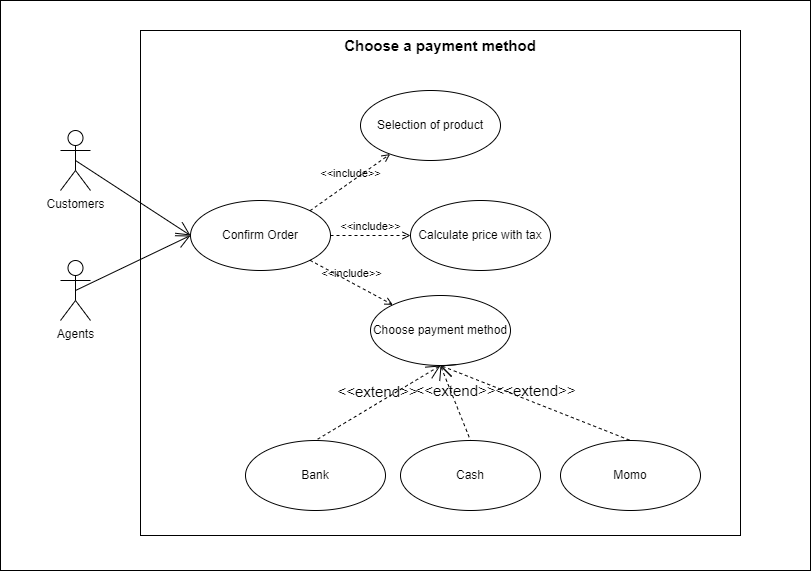 Choose a payment method
Selection of product
<<include>>
Customers
<<include>>
Confirm Order
Calculate price with tax
<<include>>
Agents
Choose payment method
<<extend>>
<<extend>>
<<extend>>
Bank
Cash
Momo